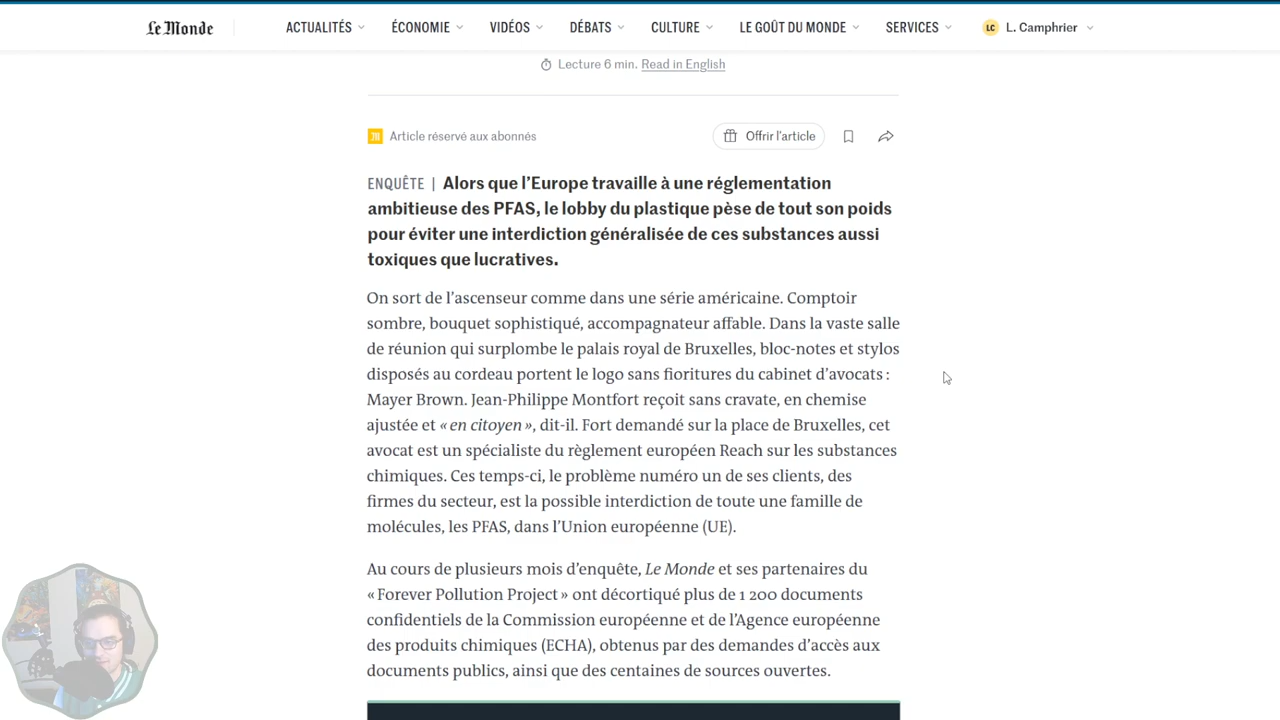 Le Monde
ACTUALITÉS
ÉCONOMIE
VIDÉOS
DÉBATS
CULTURE
LE GOÛT DU MONDE
SERVICES
LC L. Camphrier
Lecture 6 min. Read in English
M Article réservé aux abonnés
Offrir l'article
ENQUÊTE | Alors que l'Europe travaille à une réglementation
ambitieuse des PFAS, le lobby du plastique pèse de tout son poids
pour éviter une interdiction généralisée de ces substances aussi
toxiques que lucratives.
On sort de l'ascenseur comme dans une série américaine. Comptoir
sombre, bouquet sophistiqué, accompagnateur affable. Dans la vaste salle
de réunion qui surplombe le palais royal de Bruxelles, bloc-notes et stylos
disposés au cordeau portent le logo sans fioritures du cabinet d'avocats :
Mayer Brown. Jean-Philippe Montfort reçoit sans cravate, en chemise
ajustée et « en citoyen », dit-il. Fort demandé sur la place de Bruxelles, cet
avocat est un spécialiste du règlement européen Reach sur les substances
chimiques. Ces temps-ci, le problème numéro un de ses clients, des
firmes du secteur, est la possible interdiction de toute une famille de
molécules, les PFAS, dans l'Union européenne (UE).
Au cours de plusieurs mois d'enquête, Le Monde et ses partenaires du
« Forever Pollution Project » ont décortiqué plus de 1 200 documents
confidentiels de la Commission européenne et de l'Agence européenne
des produits chimiques (ECHA), obtenus par des demandes d'accès aux
documents publics, ainsi que des centaines de sources ouvertes.